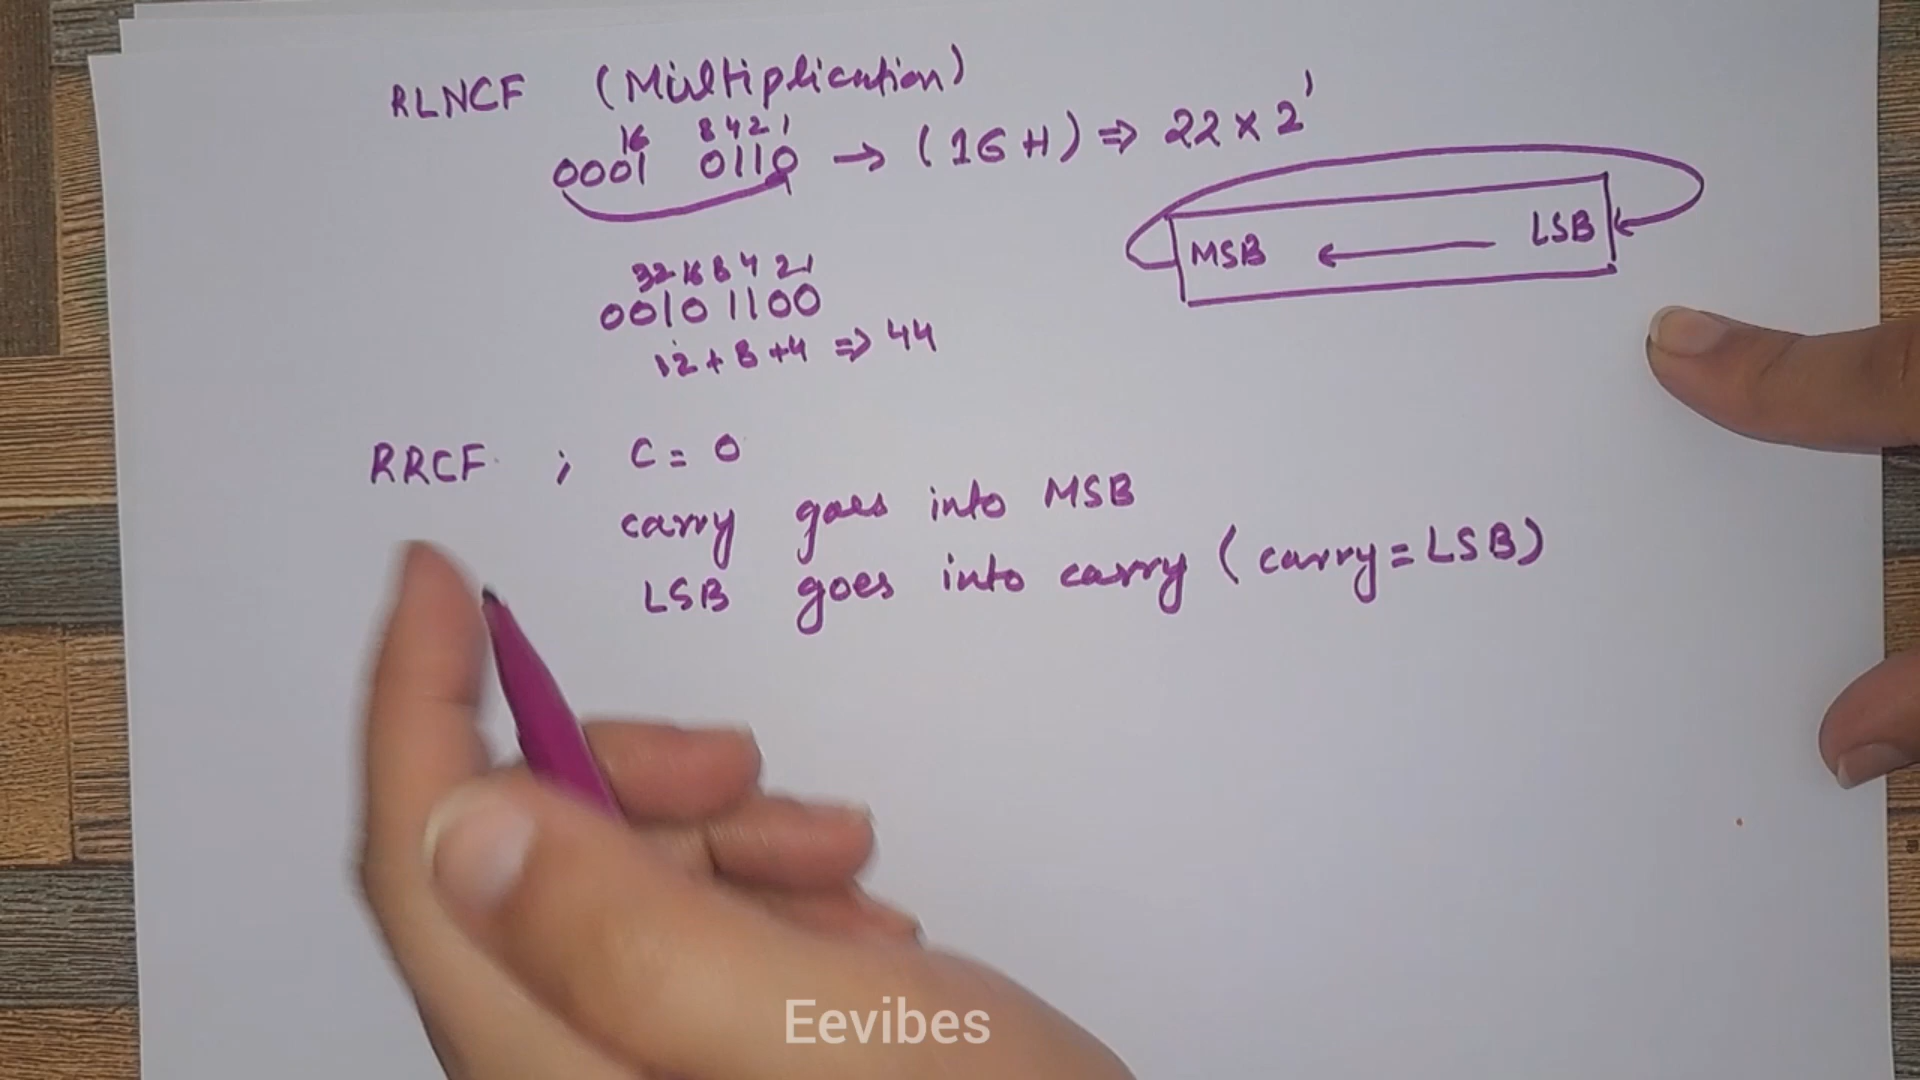 RLNCF (Multiplication)
16 8 4 2 1
0001 0110 → (16H) ⇒ 22 × 2¹
MSB ← LSB
32 16 8 4 2 1
0010 1100
12 + 8 + 4 ⇒ 44
RRCF ; C = 0
carry goes into MSB
LSB goes into carry (carry = LSB)
Eevibes